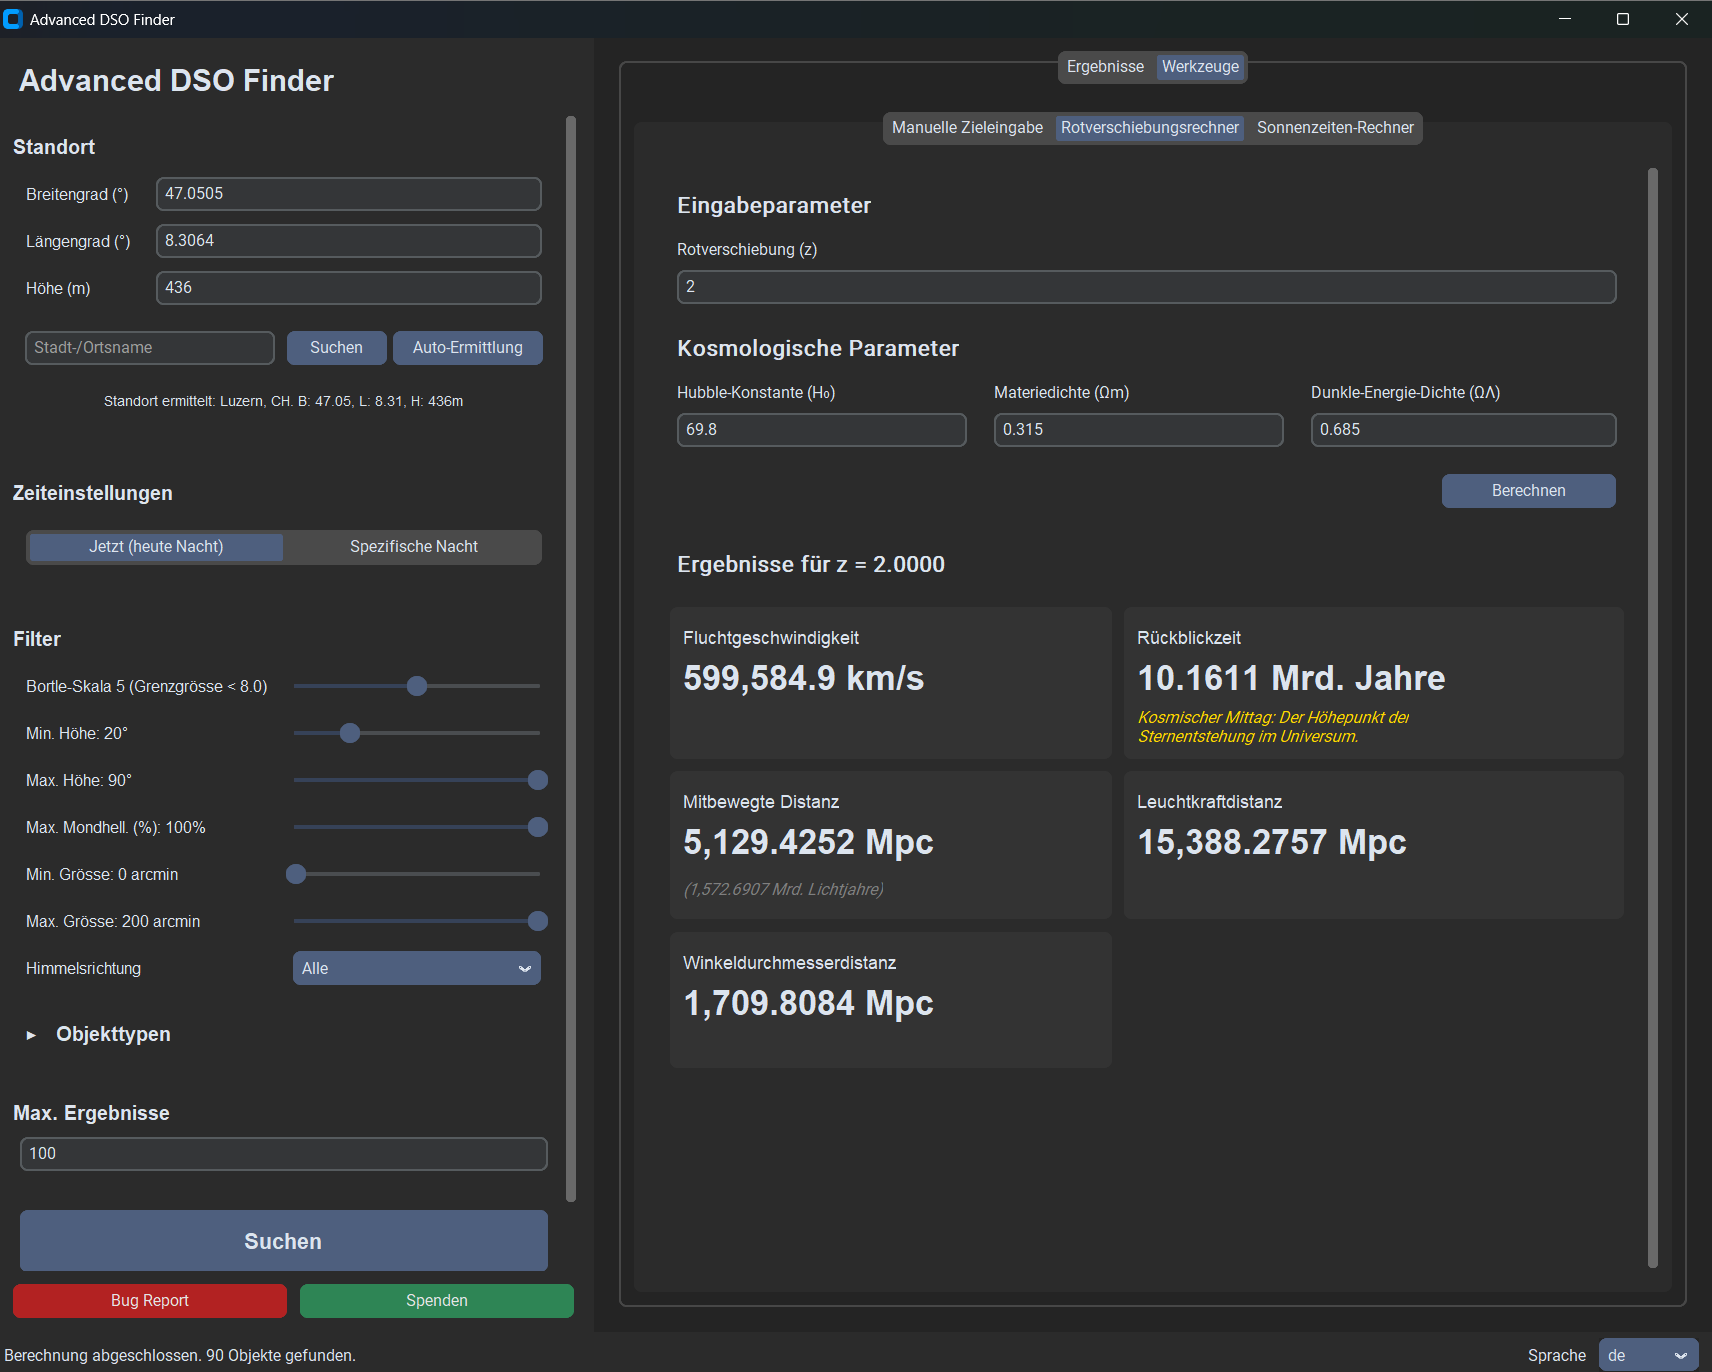 Advanced DSO Finder
Advanced DSO Finder
Standort
Breitengrad (°)
47.0505
Längengrad (°)
8.3064
Höhe (m)
436
Stadt-/Ortsname
Suchen
Auto-Ermittlung
Standort ermittelt: Luzern, CH. B: 47.05, L: 8.31, H: 436m
Zeiteinstellungen
Jetzt (heute Nacht)
Spezifische Nacht
Filter
Bortle-Skala 5 (Grenzgrösse < 8.0)
Min. Höhe: 20°
Max. Höhe: 90°
Max. Mondhell. (%): 100%
Min. Grösse: 0 arcmin
Max. Grösse: 200 arcmin
Himmelsrichtung
Alle
Objekttypen
Max. Ergebnisse
100
Suchen
Bug Report
Spenden
Berechnung abgeschlossen. 90 Objekte gefunden.
Ergebnisse
Werkzeuge
Manuelle Zieleingabe
Rotverschiebungsrechner
Sonnenzeiten-Rechner
Eingabeparameter
Rotverschiebung (z)
2
Kosmologische Parameter
Hubble-Konstante (H₀)
Materiedichte (Ωm)
Dunkle-Energie-Dichte (ΩΛ)
69.8
0.315
0.685
Berechnen
Ergebnisse für z = 2.0000
Fluchtgeschwindigkeit
599,584.9 km/s
Rückblickzeit
10.1611 Mrd. Jahre
Kosmischer Mittag: Der Höhepunkt der
Sternentstehung im Universum.
Mitbewegte Distanz
5,129.4252 Mpc
(1,572.6907 Mrd. Lichtjahre)
Leuchtkraftdistanz
15,388.2757 Mpc
Winkeldurchmesserdistanz
1,709.8084 Mpc
Sprache
de